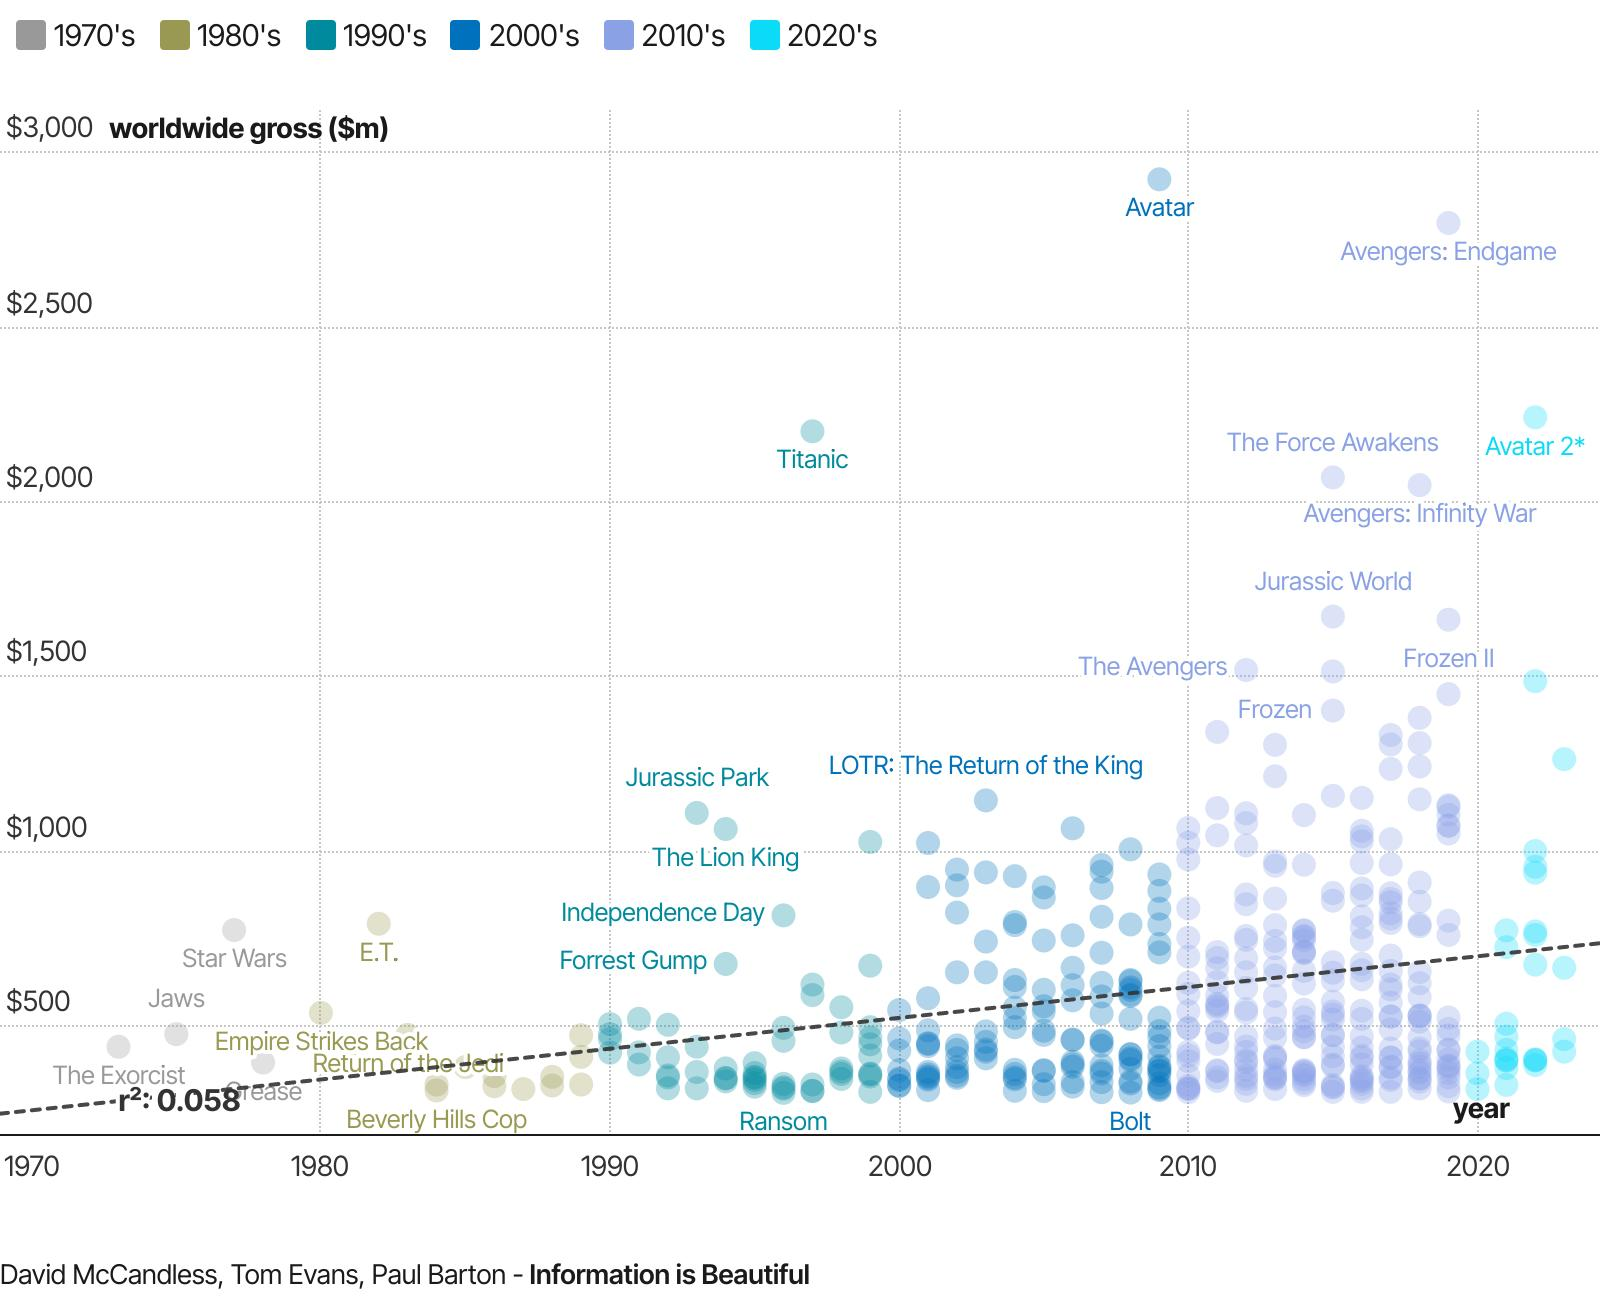 1970's 1980's 1990's 2000's 2010's 2020's
$3,000 worldwide gross ($m)
Avatar
Avengers: Endgame
$2,500
The Force Awakens
Avatar 2*
Titanic
$2,000
Avengers: Infinity War
Jurassic World
$1,500
Frozen II
The Avengers
Frozen
LOTR: The Return of the King
Jurassic Park
$1,000
The Lion King
Independence Day
E.T.
Star Wars
Forrest Gump
Jaws
$500
Empire Strikes Back
Return of the Jedi
The Exorcist
Grease
r²: 0.058
year
Beverly Hills Cop
Ransom
Bolt
1970 1980 1990 2000 2010 2020
David McCandless, Tom Evans, Paul Barton - Information is Beautiful